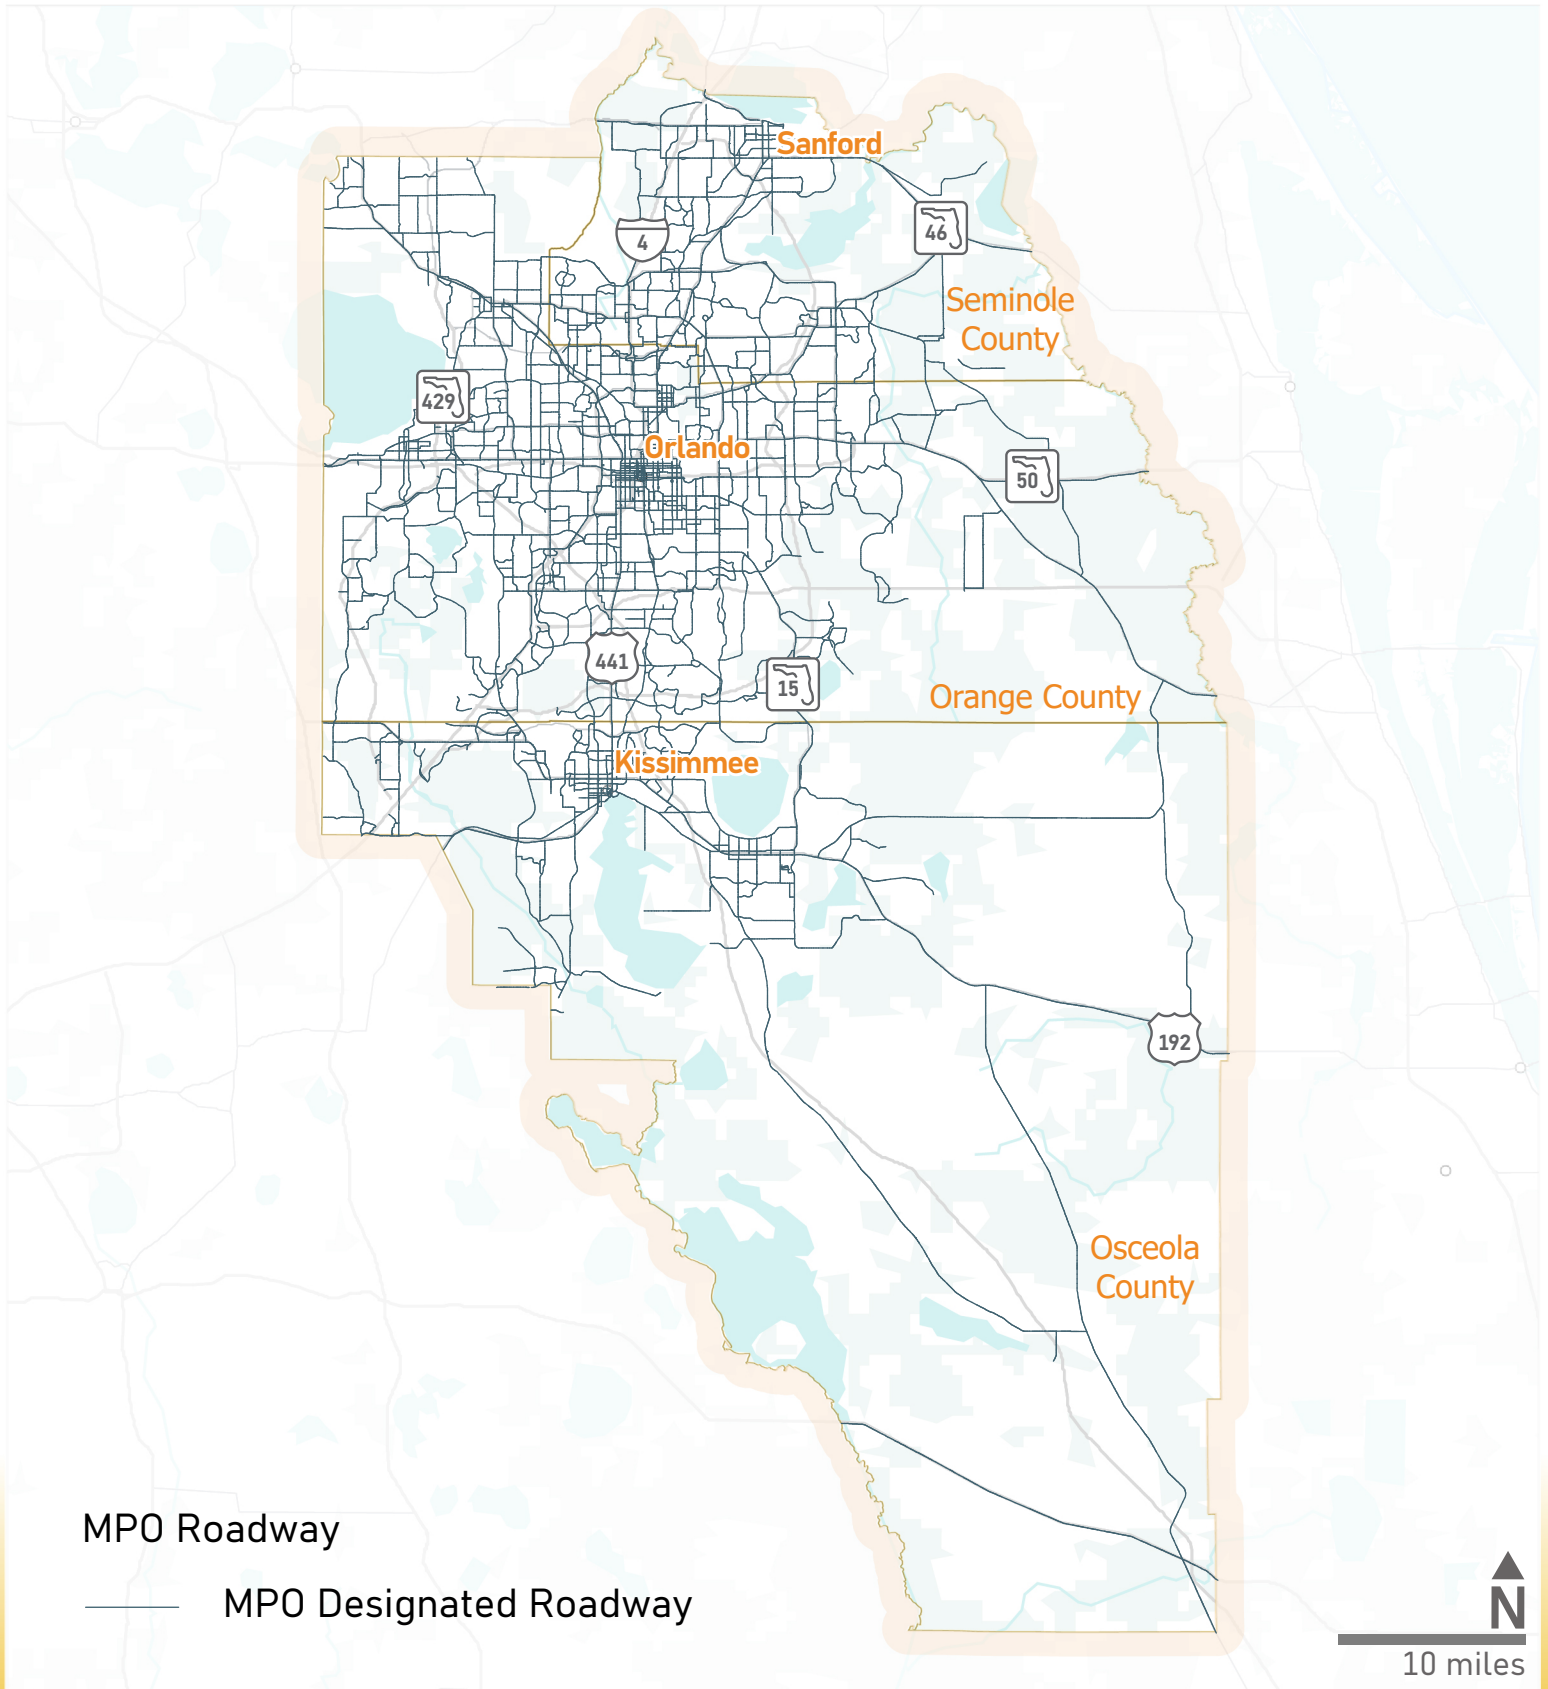 Sanford
4
46
Seminole
County
429
Orlando
50
441
15
Orange County
Kissimmee
192
Osceola
County
MPO Roadway
MPO Designated Roadway
N
10 miles